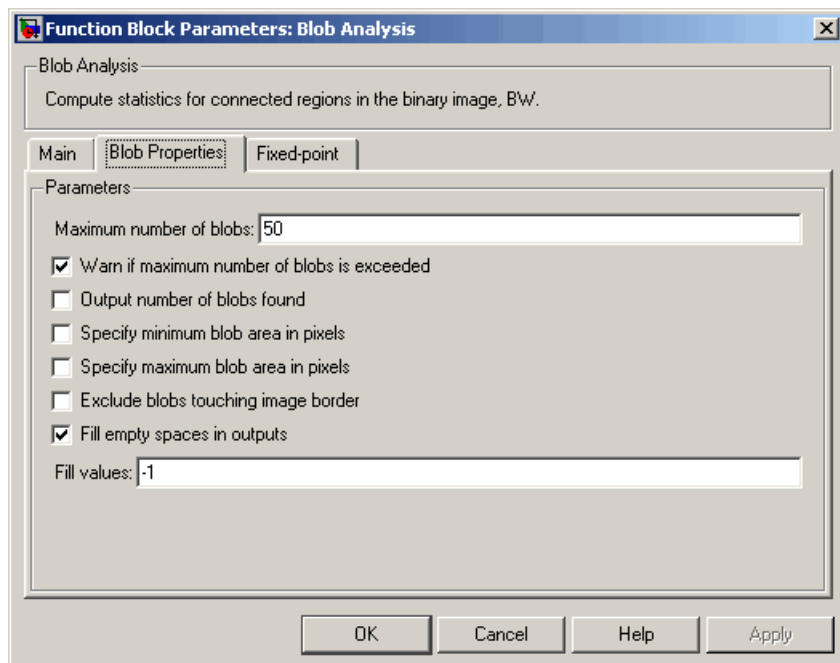 Function Block Parameters: Blob Analysis
Blob Analysis
Compute statistics for connected regions in the binary image, BW.
Main Blob Properties Fixed-point
Parameters
Maximum number of blobs: 50
Warn if maximum number of blobs is exceeded
Output number of blobs found
Specify minimum blob area in pixels
Specify maximum blob area in pixels
Exclude blobs touching image border
Fill empty spaces in outputs
Fill values: -1
OK Cancel Help Apply